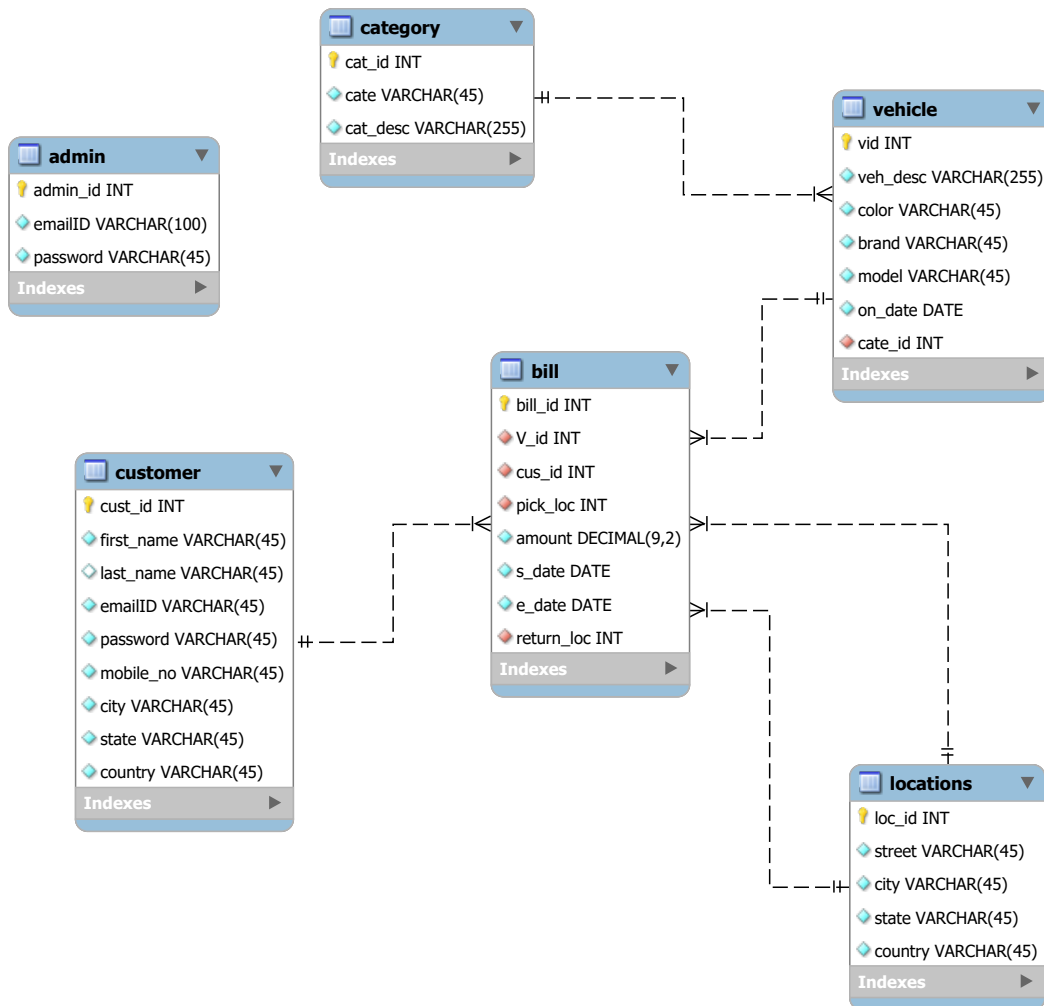 category
cat_id INT
cate VARCHAR(45)
cat_desc VARCHAR(255)
Indexes
admin
admin_id INT
emailID VARCHAR(100)
password VARCHAR(45)
Indexes
vehicle
vid INT
veh_desc VARCHAR(255)
color VARCHAR(45)
brand VARCHAR(45)
model VARCHAR(45)
on_date DATE
cate_id INT
Indexes
bill
bill_id INT
V_id INT
cus_id INT
pick_loc INT
amount DECIMAL(9,2)
s_date DATE
e_date DATE
return_loc INT
Indexes
customer
cust_id INT
first_name VARCHAR(45)
last_name VARCHAR(45)
emailID VARCHAR(45)
password VARCHAR(45)
mobile_no VARCHAR(45)
city VARCHAR(45)
state VARCHAR(45)
country VARCHAR(45)
Indexes
locations
loc_id INT
street VARCHAR(45)
city VARCHAR(45)
state VARCHAR(45)
country VARCHAR(45)
Indexes